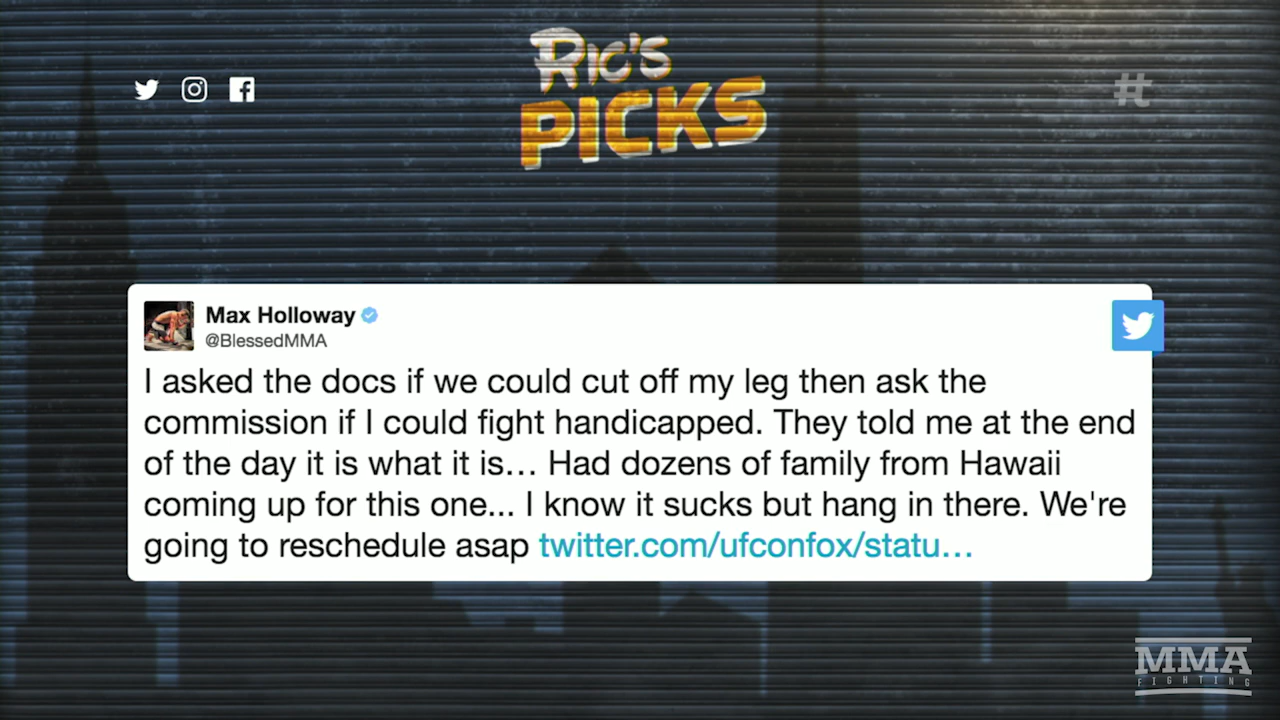 RIC'S
PICKS
#
Max Holloway
@BlessedMMA
I asked the docs if we could cut off my leg then ask the
commission if I could fight handicapped. They told me at the end
of the day it is what it is... Had dozens of family from Hawaii
coming up for this one... I know it sucks but hang in there. We're
going to reschedule asap twitter.com/ufconfox/statu...
MMA
FIGHTING